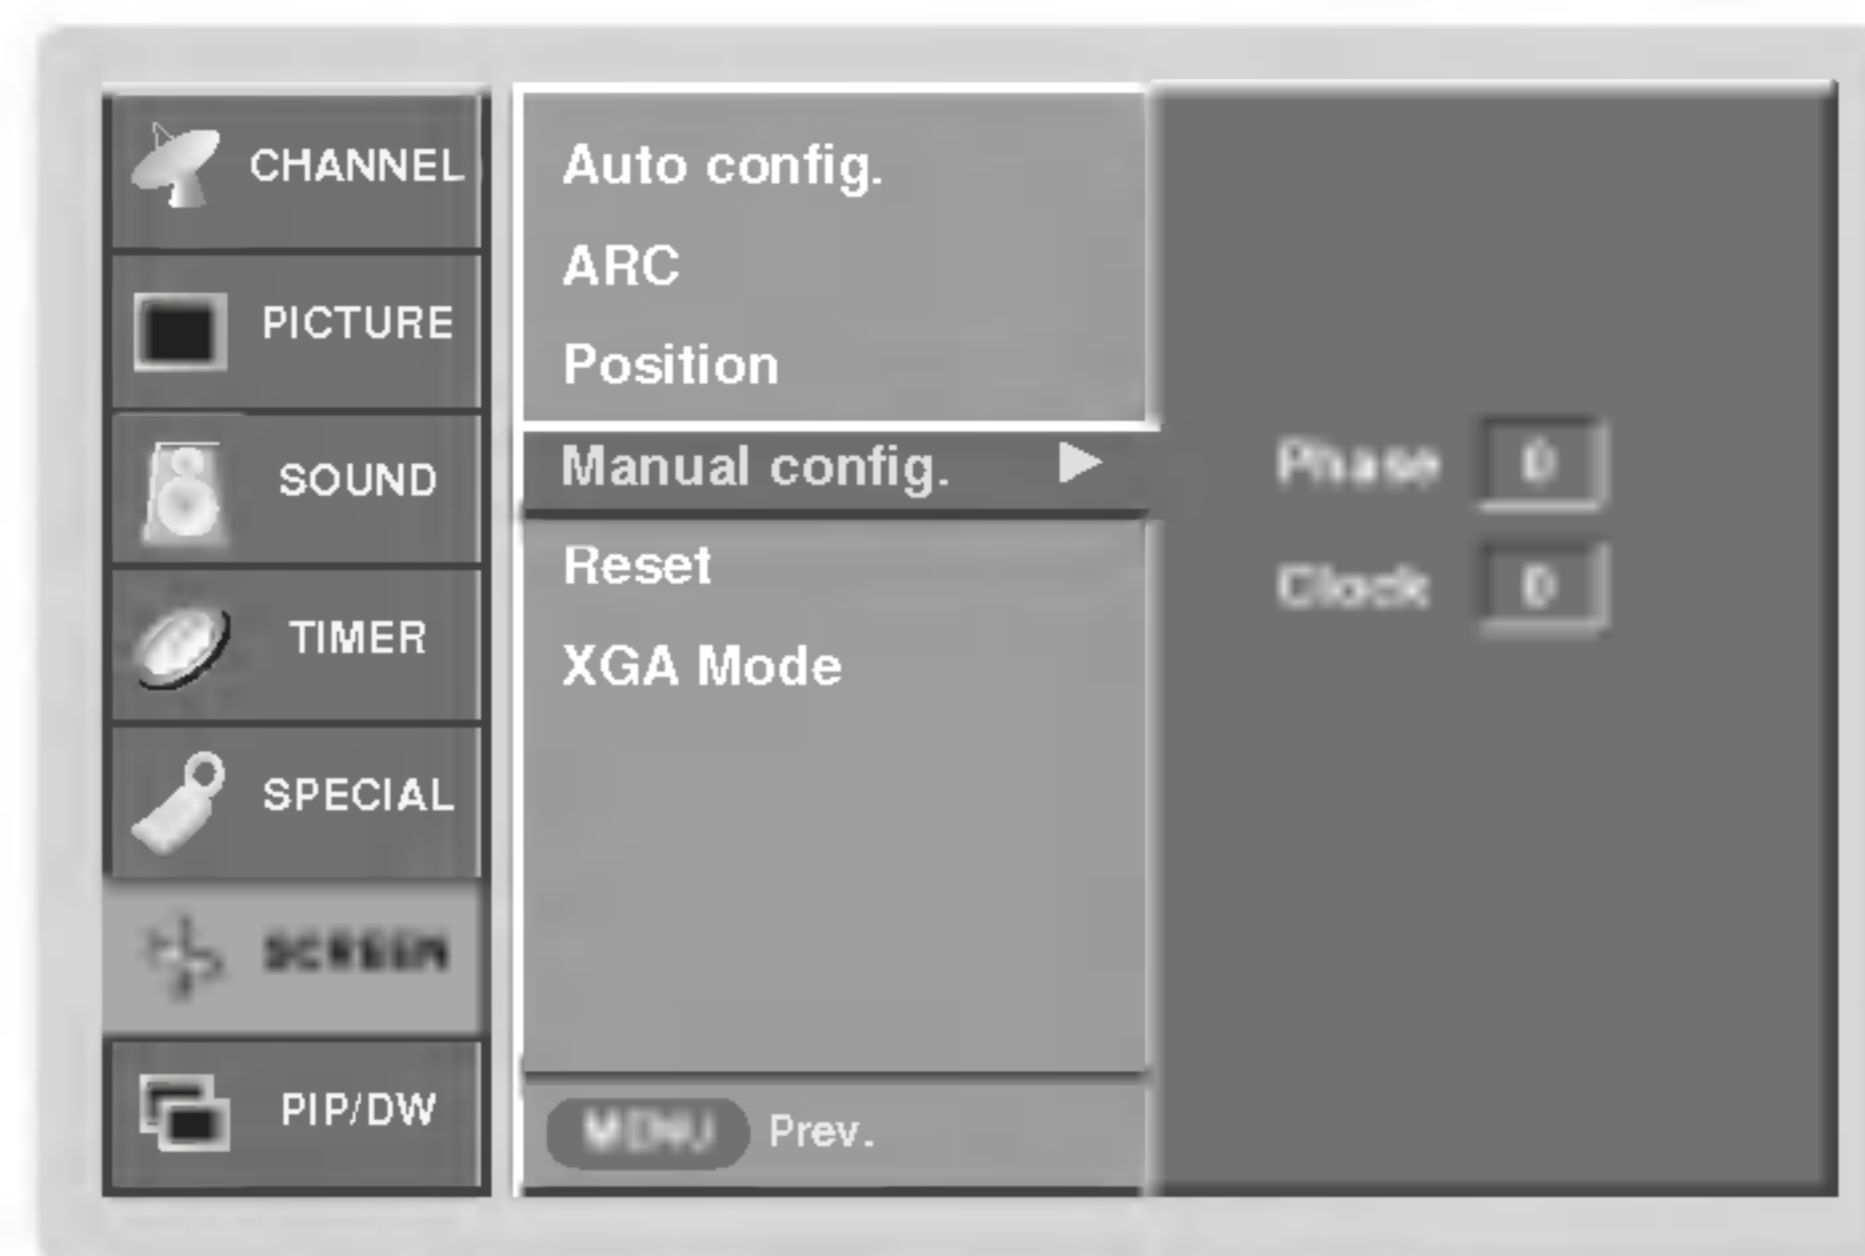 CHANNEL
PICTURE
SOUND
TIMER
SPECIAL
SCREEN
PIP/DW
Auto config.
ARC
Position
Manual config.
Reset
XGA Mode
MENU Prev.
Phase 0
Clock 0